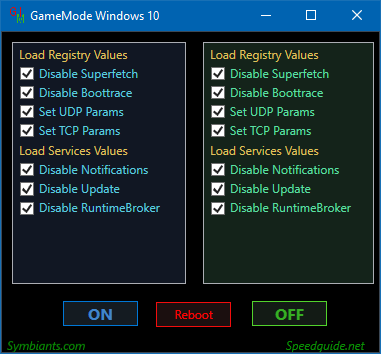 GameMode Windows 10
Load Registry Values
Disable Superfetch
Disable Boottrace
Set UDP Params
Set TCP Params
Load Services Values
Disable Notifications
Disable Update
Disable RuntimeBroker
Load Registry Values
Disable Superfetch
Disable Boottrace
Set UDP Params
Set TCP Params
Load Services Values
Disable Notifications
Disable Update
Disable RuntimeBroker
ON
Reboot
OFF
Symbiants.com
Speedguide.net